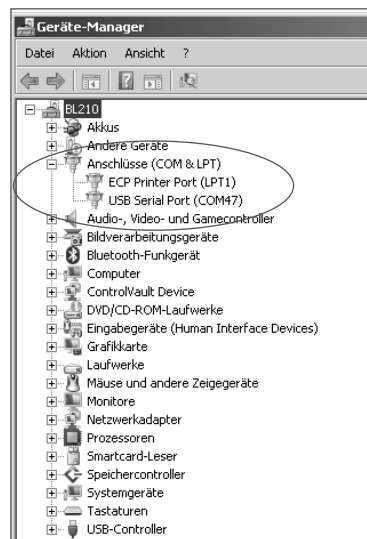 Geräte-Manager
Datei Aktion Ansicht ?
BL210
Akkus
Andere Geräte
Anschlüsse (COM & LPT)
ECP Printer Port (LPT1)
USB Serial Port (COM47)
Audio-, Video- und Gamecontroller
Bildverarbeitungsgeräte
Bluetooth-Funkgerät
Computer
ControlVault Device
DVD/CD-ROM-Laufwerke
Eingabegeräte (Human Interface Devices)
Grafikkarte
Laufwerke
Mäuse und andere Zeigegeräte
Monitore
Netzwerkadapter
Prozessoren
Smartcard-Leser
Speichercontroller
Systemgeräte
Tastaturen
USB-Controller